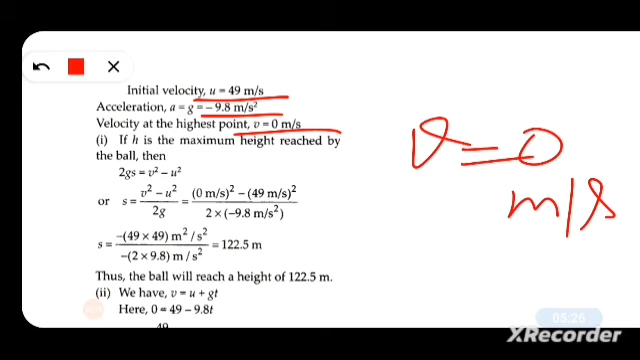 Initial velocity, u = 49 m/s
Acceleration, a = g = – 9.8 m/s²
Velocity at the highest point, v = 0 m/s
(i) If h is the maximum height reached by
the ball, then
2gs = v² – u²
or s = (v² – u²)/2g = ((0 m/s)² – (49 m/s)²)/(2 × (–9.8 m/s²))
s = (–(49 × 49) m²/s²)/(–(2 × 9.8) m/s²) = 122.5 m
Thus, the ball will reach a height of 122.5 m.
(ii) We have, v = u + gt
Here, 0 = 49 – 9.8t
49
v = 0
m/s
05:26
XRecorder